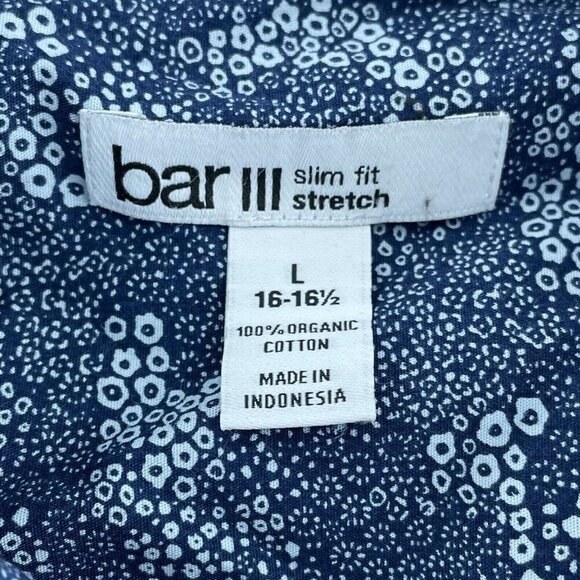 bar III slim fit
stretch
L
16-16½
100% ORGANIC
COTTON
MADE IN
INDONESIA